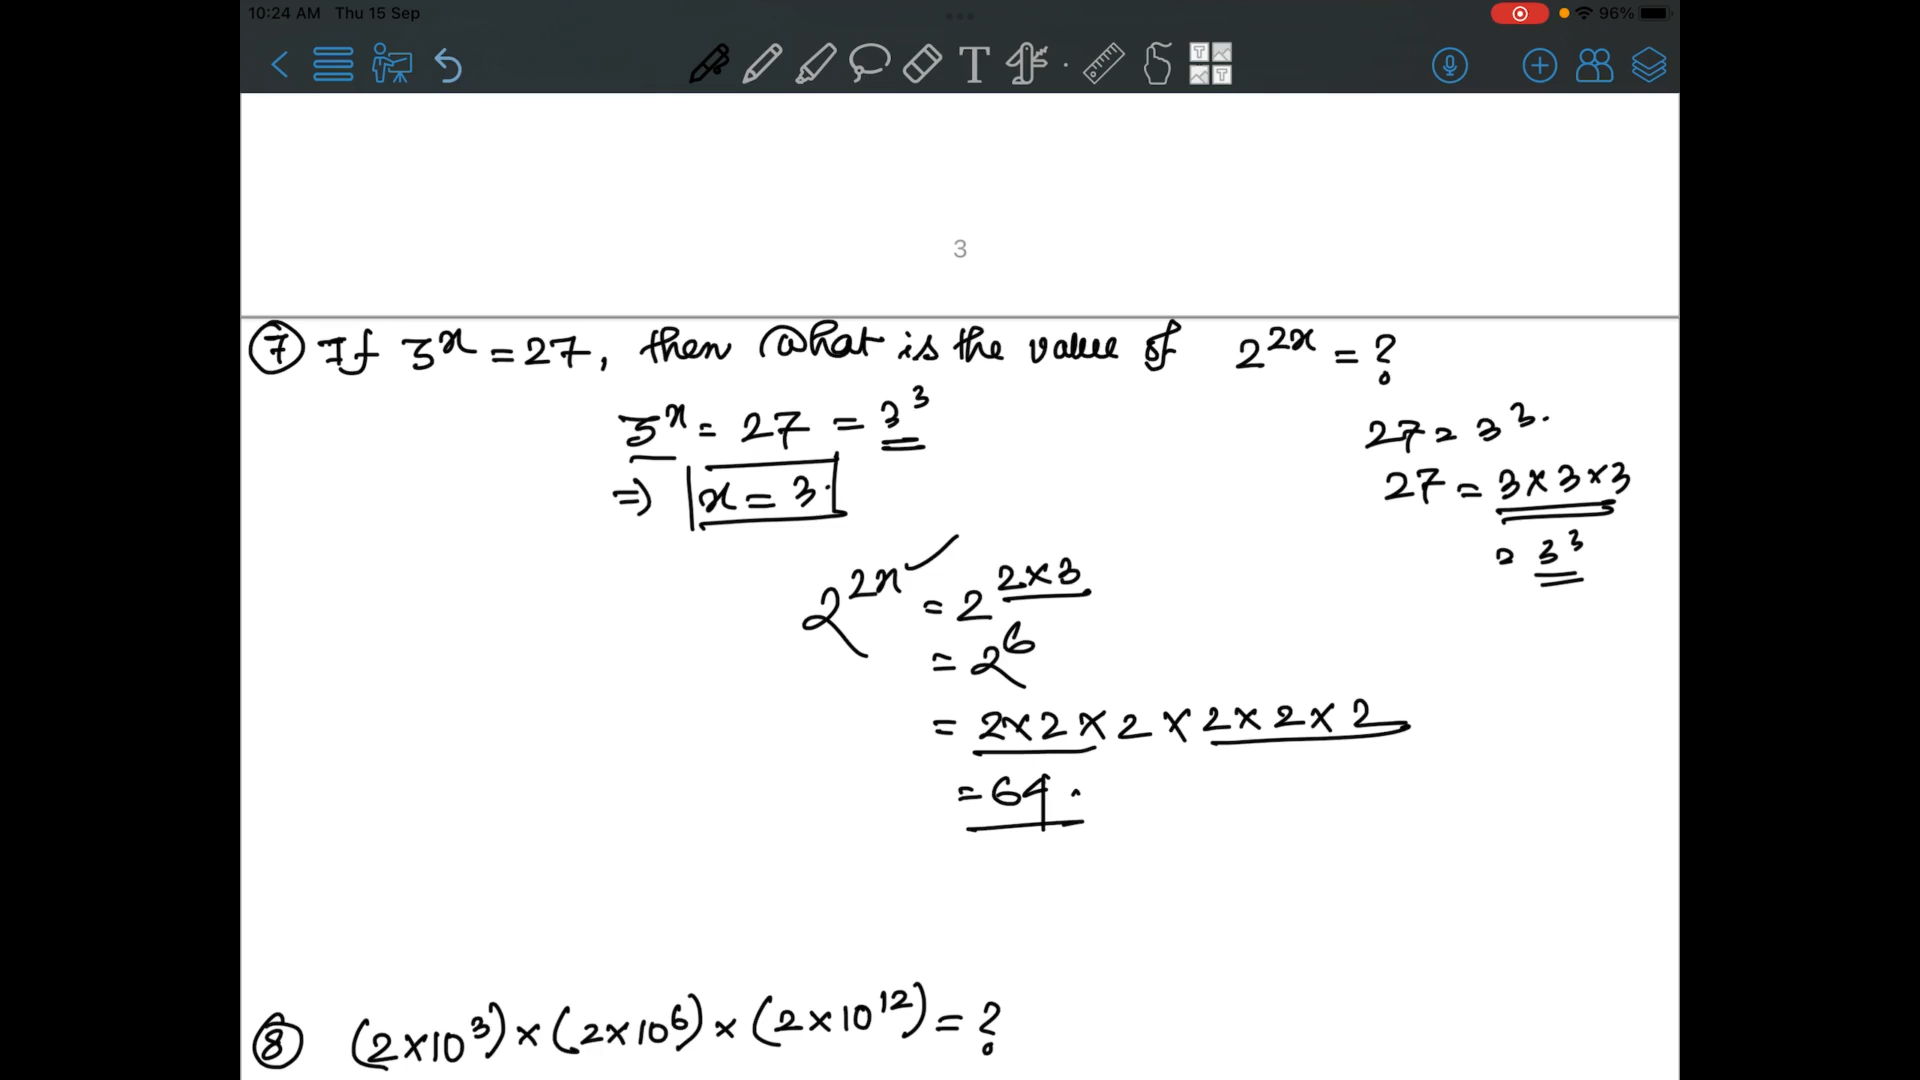 10:24 AM Thu 15 Sep
96%
T
3
⑦ If 3^x = 27, then what is the value of 2^2x = ?
3^x = 27 = 3^3
27 = 3^3.
⇒ x = 3.
27 = 3×3×3
= 3^3
2^2x = 2^2×3
= 2^6
= 2×2×2×2×2×2
= 64.
⑧ (2×10^3)×(2×10^6)×(2×10^12) = ?